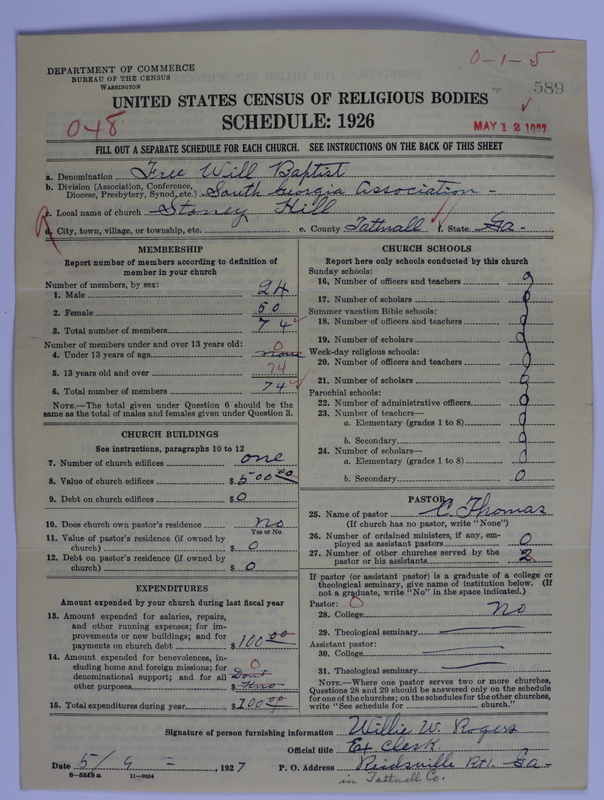 0-1-5
DEPARTMENT OF COMMERCE
BUREAU OF THE CENSUS
WASHINGTON
589
UNITED STATES CENSUS OF RELIGIOUS BODIES
048
SCHEDULE: 1926
MAY 12 1927
FILL OUT A SEPARATE SCHEDULE FOR EACH CHURCH. SEE INSTRUCTIONS ON THE BACK OF THIS SHEET
a. Denomination Free Will Baptist
b. Division (Association, Conference, Diocese, Presbytery, Synod, etc.) South Georgia Association -
c. Local name of church Stoney Hill
R
d. City, town, village, or township, etc. e. County Tattnall f. State Ga-
MEMBERSHIP
Report number of members according to definition of
member in your church
Number of members, by sex:
1. Male 24
2. Female 50
3. Total number of members 74
Number of members under and over 13 years old:
0
4. Under 13 years of age none
5. 13 years old and over 74
6. Total number of members 74
NOTE.—The total given under Question 6 should be
same as the total of males and females given under Question 3.
CHURCH BUILDINGS
See instructions, paragraphs 10 to 12
7. Number of church edifices one
8. Value of church edifices $ 500 00
9. Debt on church edifices $ 0
10. Does church own pastor's residence No
Yes or No
11. Value of pastor's residence (if owned by
church) $ 0
12. Debt on pastor's residence (if owned by
church) $ 0
EXPENDITURES
Amount expended by your church during last fiscal year
13. Amount expended for salaries, repairs,
and other running expenses; for im-
provements or new buildings; and for
payments on church debt $ 100 00
14. Amount expended for benevolences, in-
cluding home and foreign missions; for 0
denominational support; and for all Dont
other purposes $ Kno
15. Total expenditures during year $ 100 00
CHURCH SCHOOLS
Report here only schools conducted by this church
Sunday schools:
16. Number of officers and teachers 0
17. Number of scholars 0
Summer vacation Bible schools:
18. Number of officers and teachers 0
19. Number of scholars 0
Week-day religious schools:
20. Number of officers and teachers 0
21. Number of scholars 0
Parochial schools:
22. Number of administrative officers 0
23. Number of teachers—
a. Elementary (grades 1 to 8) 0
b. Secondary 0
24. Number of scholars—
a. Elementary (grades 1 to 8) 0
b. Secondary 0
PASTOR
25. Name of pastor C. Thomas
(If church has no pastor, write "None")
26. Number of ordained ministers, if any, em-
ployed as assistant pastors 0
27. Number of other churches served by the
pastor or his assistants 2
If pastor (or assistant pastor) is a graduate of a college or
theological seminary, give name of institution below. (If
not a graduate, write "No" in the space indicated.)
Pastor: 0
28. College No
29. Theological seminary
Assistant pastor:
30. College
31. Theological seminary
NOTE.—Where one pastor serves two or more churches,
Questions 28 and 29 should be answered only on the schedule
for one of the churches; on the schedules for the other churches,
write "See schedule for church."
Signature of person furnishing information Willie W. Rogers
Official title Ex Clerk
Date 5/9 - , 1927 P. O. Address Reidsville Rt1. Ga-
8—5318 a 11—9084
in Tattnall Co.